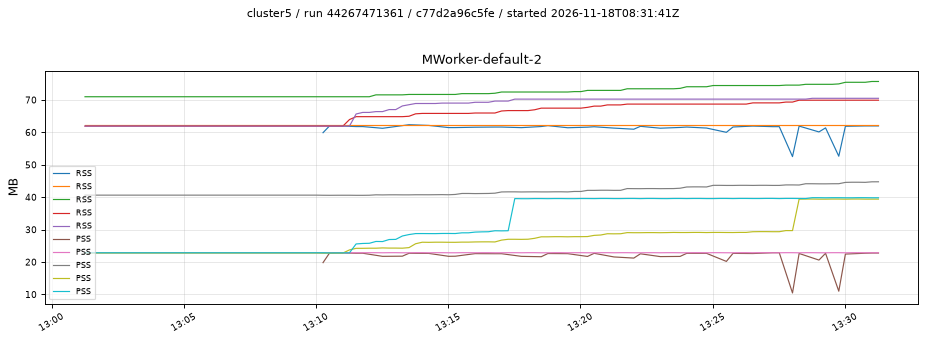 cluster5 / run 44267471361 / c77d2a96c5fe / started 2026-11-18T08:31:41Z
MWorker-default-2
MB
70
60
50
40
30
20
10
RSS
RSS
RSS
RSS
RSS
PSS
PSS
PSS
PSS
PSS
13:00
13:05
13:10
13:15
13:20
13:25
13:30